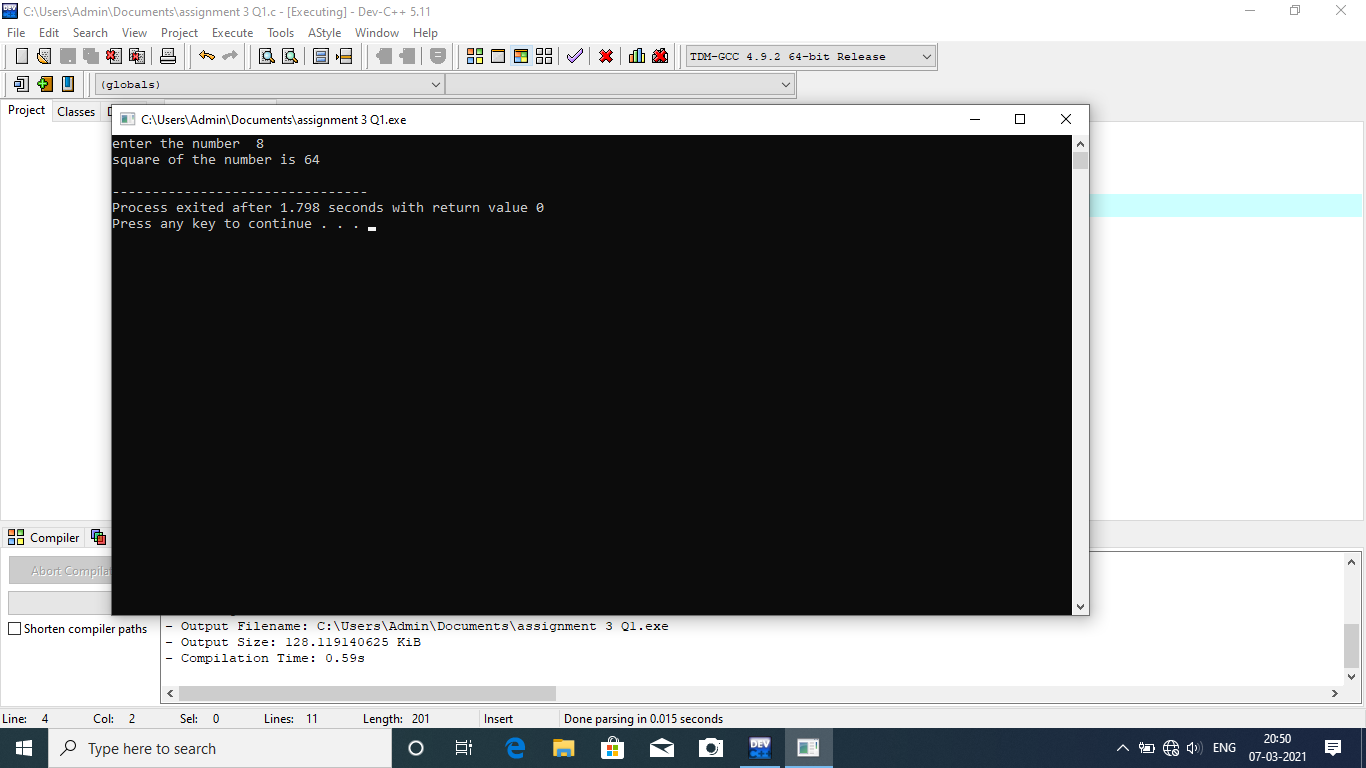 C:\Users\Admin\Documents\assignment 3 Q1.c - [Executing] - Dev-C++ 5.11
File Edit Search View Project Execute Tools AStyle Window Help
TDM-GCC 4.9.2 64-bit Release
(globals)
Project Classes
C:\Users\Admin\Documents\assignment 3 Q1.exe
enter the number  8
square of the number is 64
--------------------------------
Process exited after 1.798 seconds with return value 0
Press any key to continue . . .
Compiler
Abort Compilat
Shorten compiler paths
- Output Filename: C:\Users\Admin\Documents\assignment 3 Q1.exe
- Output Size: 128.119140625 KiB
- Compilation Time: 0.59s
Line: 4 Col: 2 Sel: 0 Lines: 11 Length: 201 Insert Done parsing in 0.015 seconds
Type here to search
DEV
ENG
20:50
07-03-2021